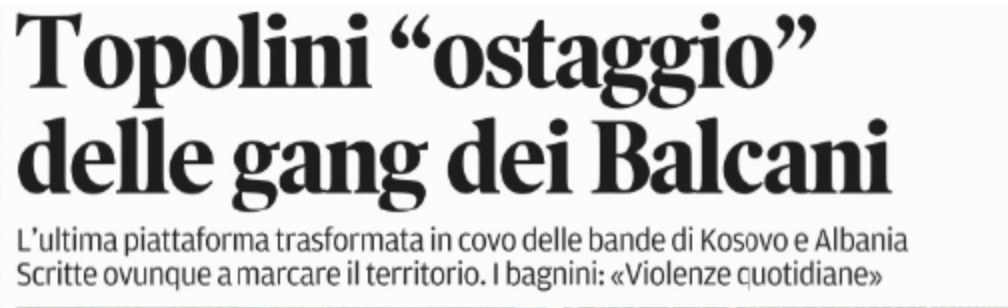 Topolini “ostaggio”
delle gang dei Balcani
L’ultima piattaforma trasformata in covo delle bande di Kosovo e Albania
Scritte ovunque a marcare il territorio. I bagnini: «Violenze quotidiane»